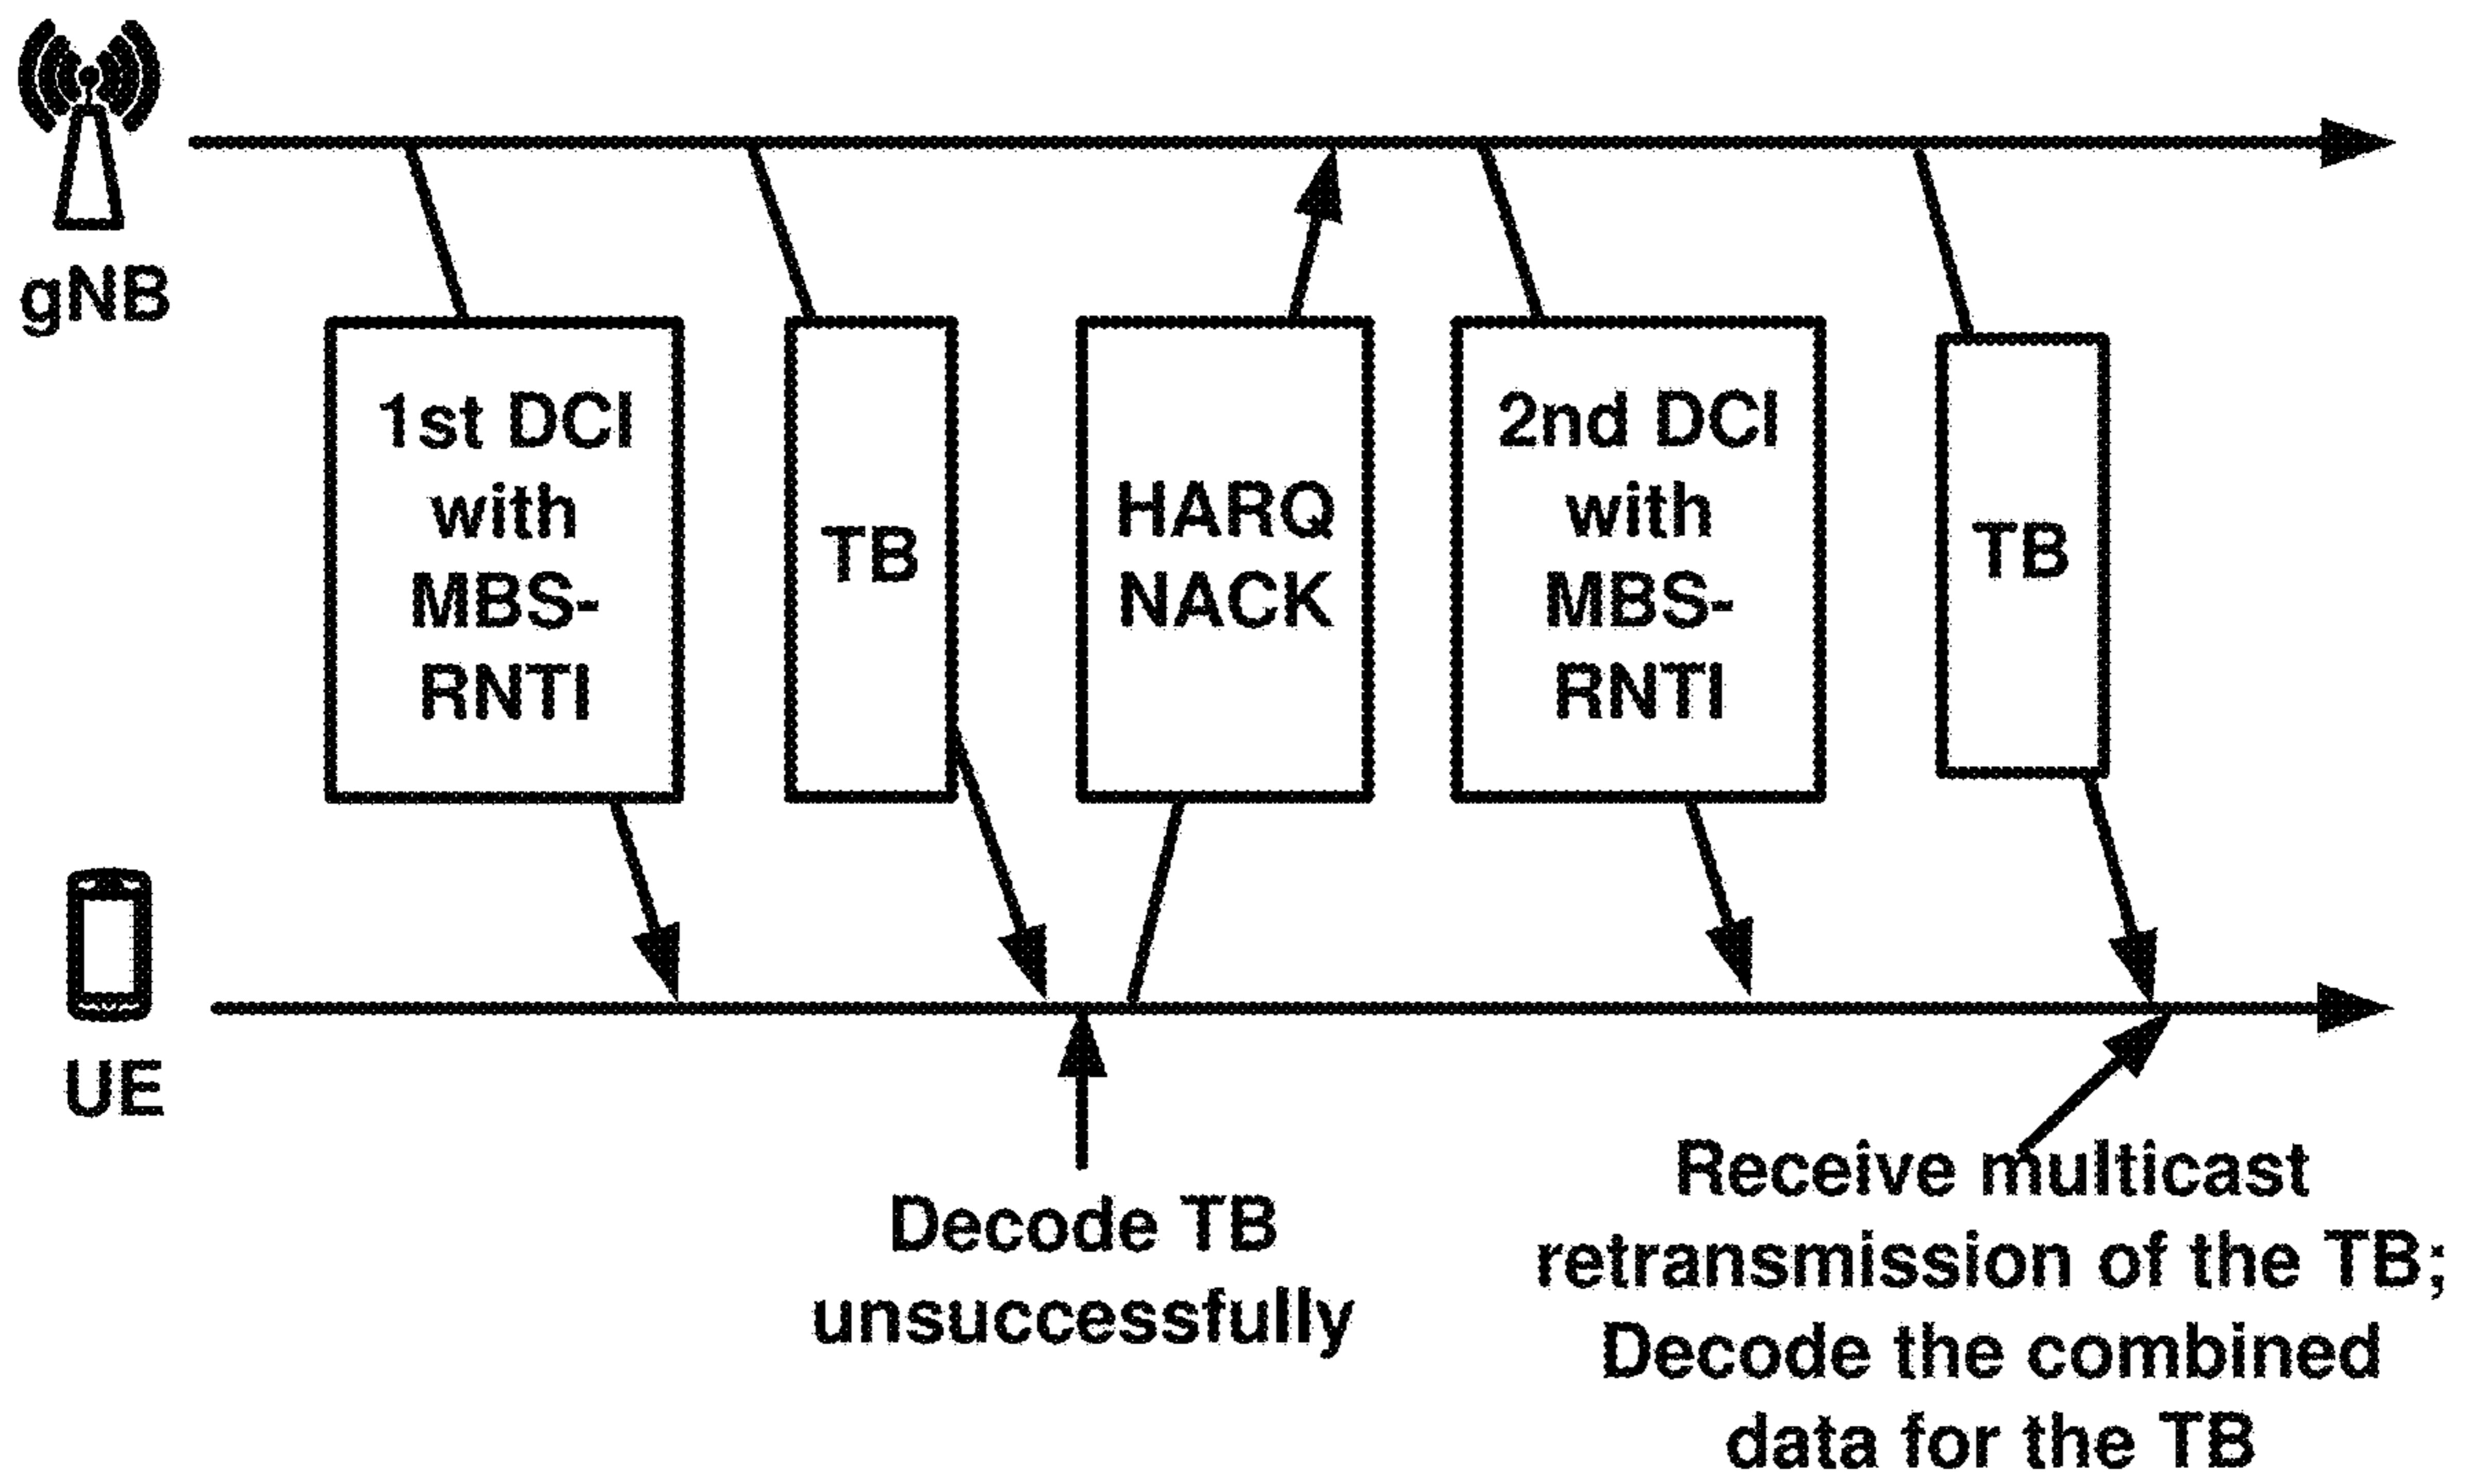 gNB
1st DCI
with
MBS-
RNTI
TB
HARQ
NACK
2nd DCI
with
MBS-
RNTI
TB
UE
Decode TB
unsuccessfully
Receive multicast
retransmission of the TB;
Decode the combined
data for the TB